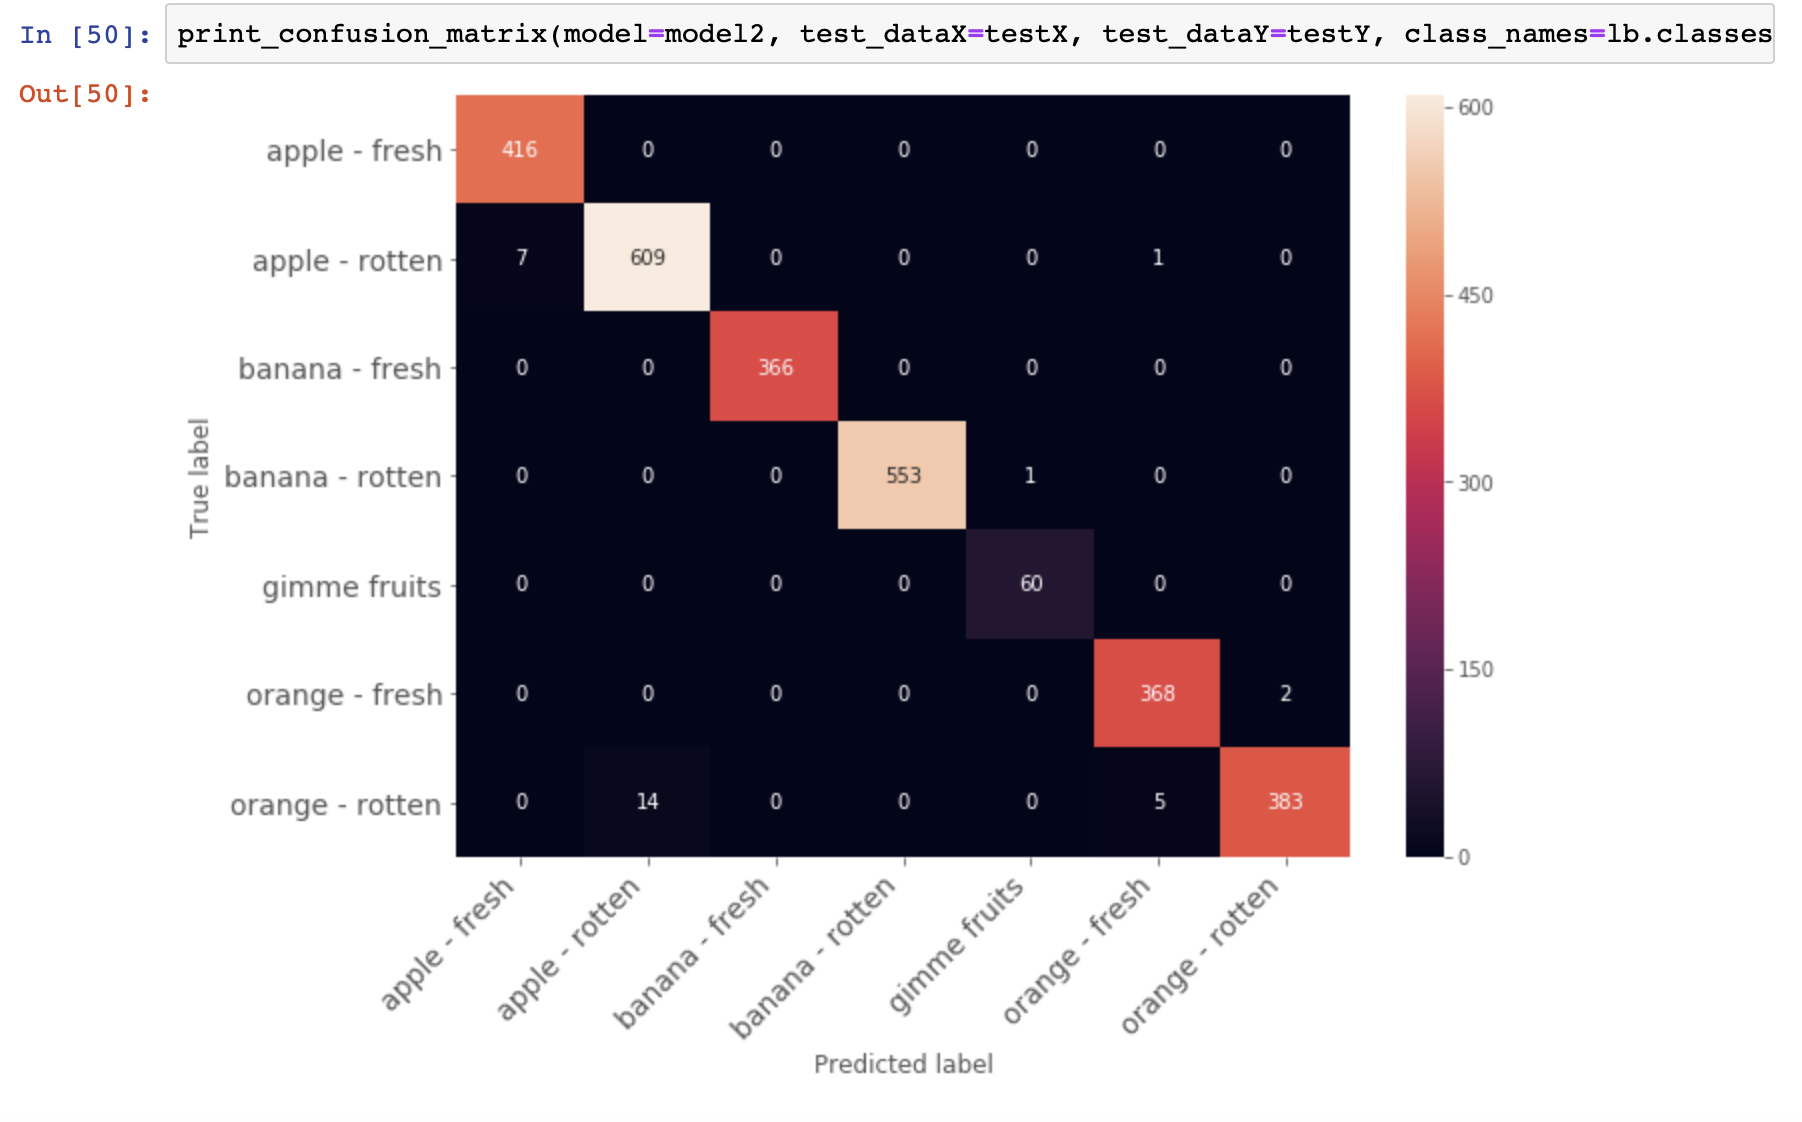 In [50]: print_confusion_matrix(model=model2, test_dataX=testX, test_dataY=testY, class_names=lb.classes
Out[50]:
apple - fresh 416 0 0 0 0 0 0
apple - rotten 7 609 0 0 0 1 0
banana - fresh 0 0 366 0 0 0 0
banana - rotten 0 0 0 553 1 0 0
gimme fruits 0 0 0 0 60 0 0
orange - fresh 0 0 0 0 0 368 2
orange - rotten 0 14 0 0 0 5 383
True label
apple - fresh
apple - rotten
banana - fresh
banana - rotten
gimme fruits
orange - fresh
orange - rotten
Predicted label
600
450
300
150
0